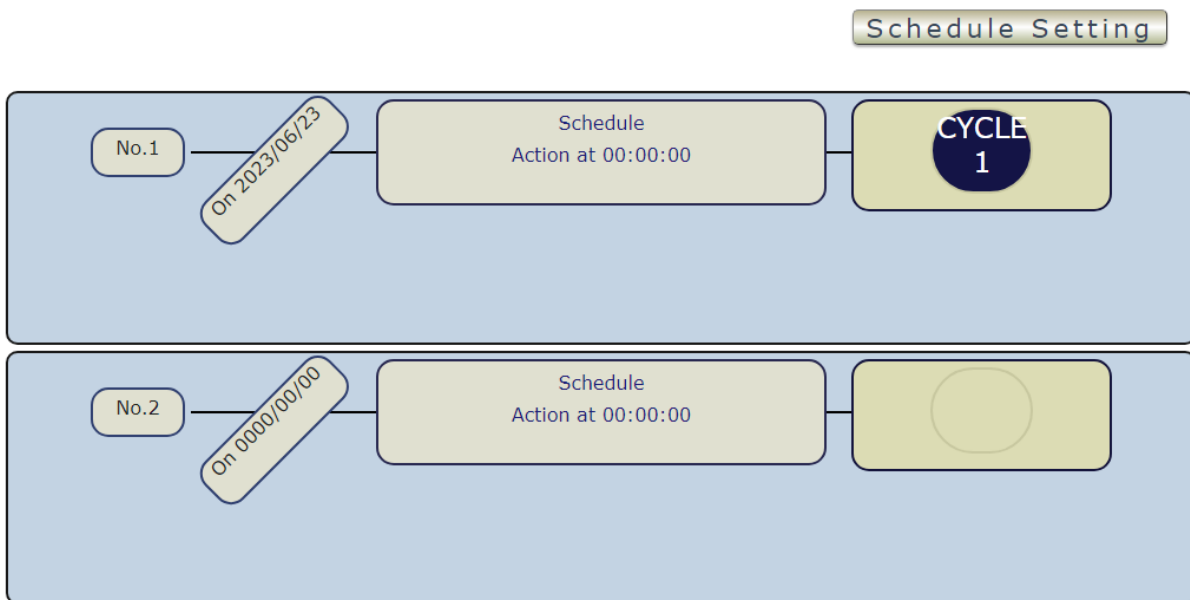 Schedule Setting
No.1
On 2023/06/23
Schedule
Action at 00:00:00
CYCLE
1
No.2
On 0000/00/00
Schedule
Action at 00:00:00